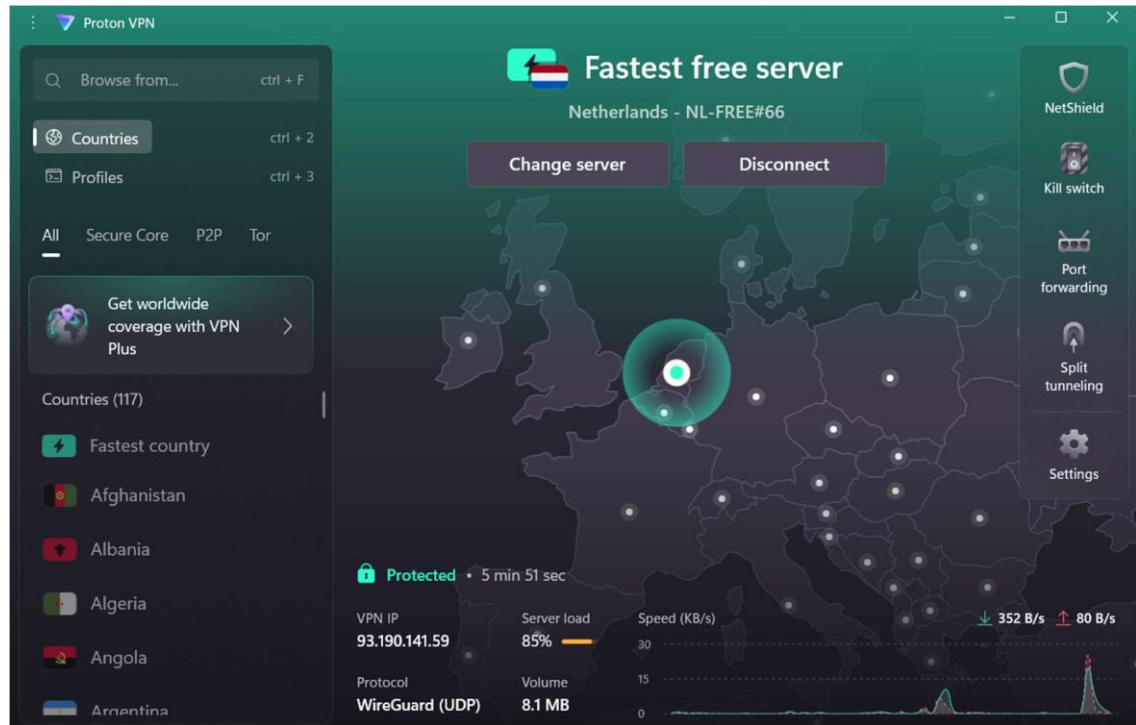 Proton VPN
Browse from... ctrl + F
Countries ctrl + 2
Profiles ctrl + 3
All Secure Core P2P Tor
Get worldwide
coverage with VPN
Plus
Countries (117)
Fastest country
Afghanistan
Albania
Algeria
Angola
Argentina
Fastest free server
Netherlands - NL-FREE#66
Change server Disconnect
Protected • 5 min 51 sec
VPN IP Server load
93.190.141.59 85%
Protocol Volume
WireGuard (UDP) 8.1 MB
Speed (KB/s) 352 B/s 80 B/s
30
15
0
NetShield
Kill switch
Port
forwarding
Split
tunneling
Settings